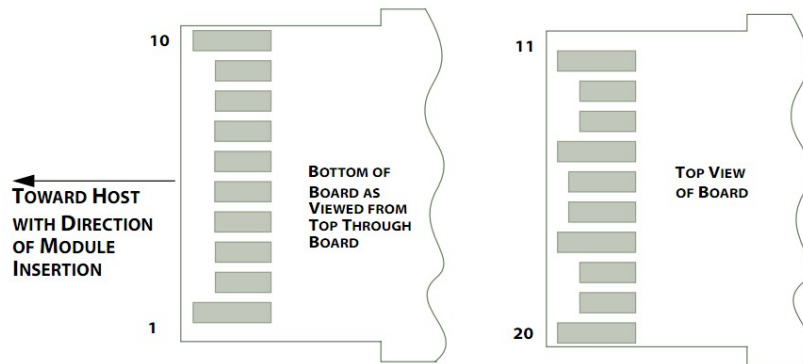 10
1
TOWARD HOST
WITH DIRECTION
OF MODULE
INSERTION
BOTTOM OF
BOARD AS
VIEWED FROM
TOP THROUGH
BOARD
11
20
TOP VIEW
OF BOARD